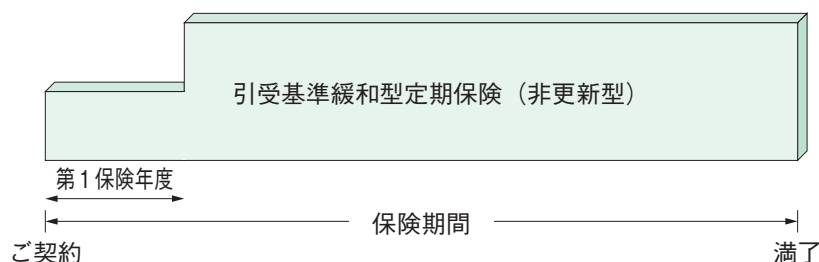 引受基準緩和型定期保険（非更新型）
第1保険年度
保険期間
ご契約
満了